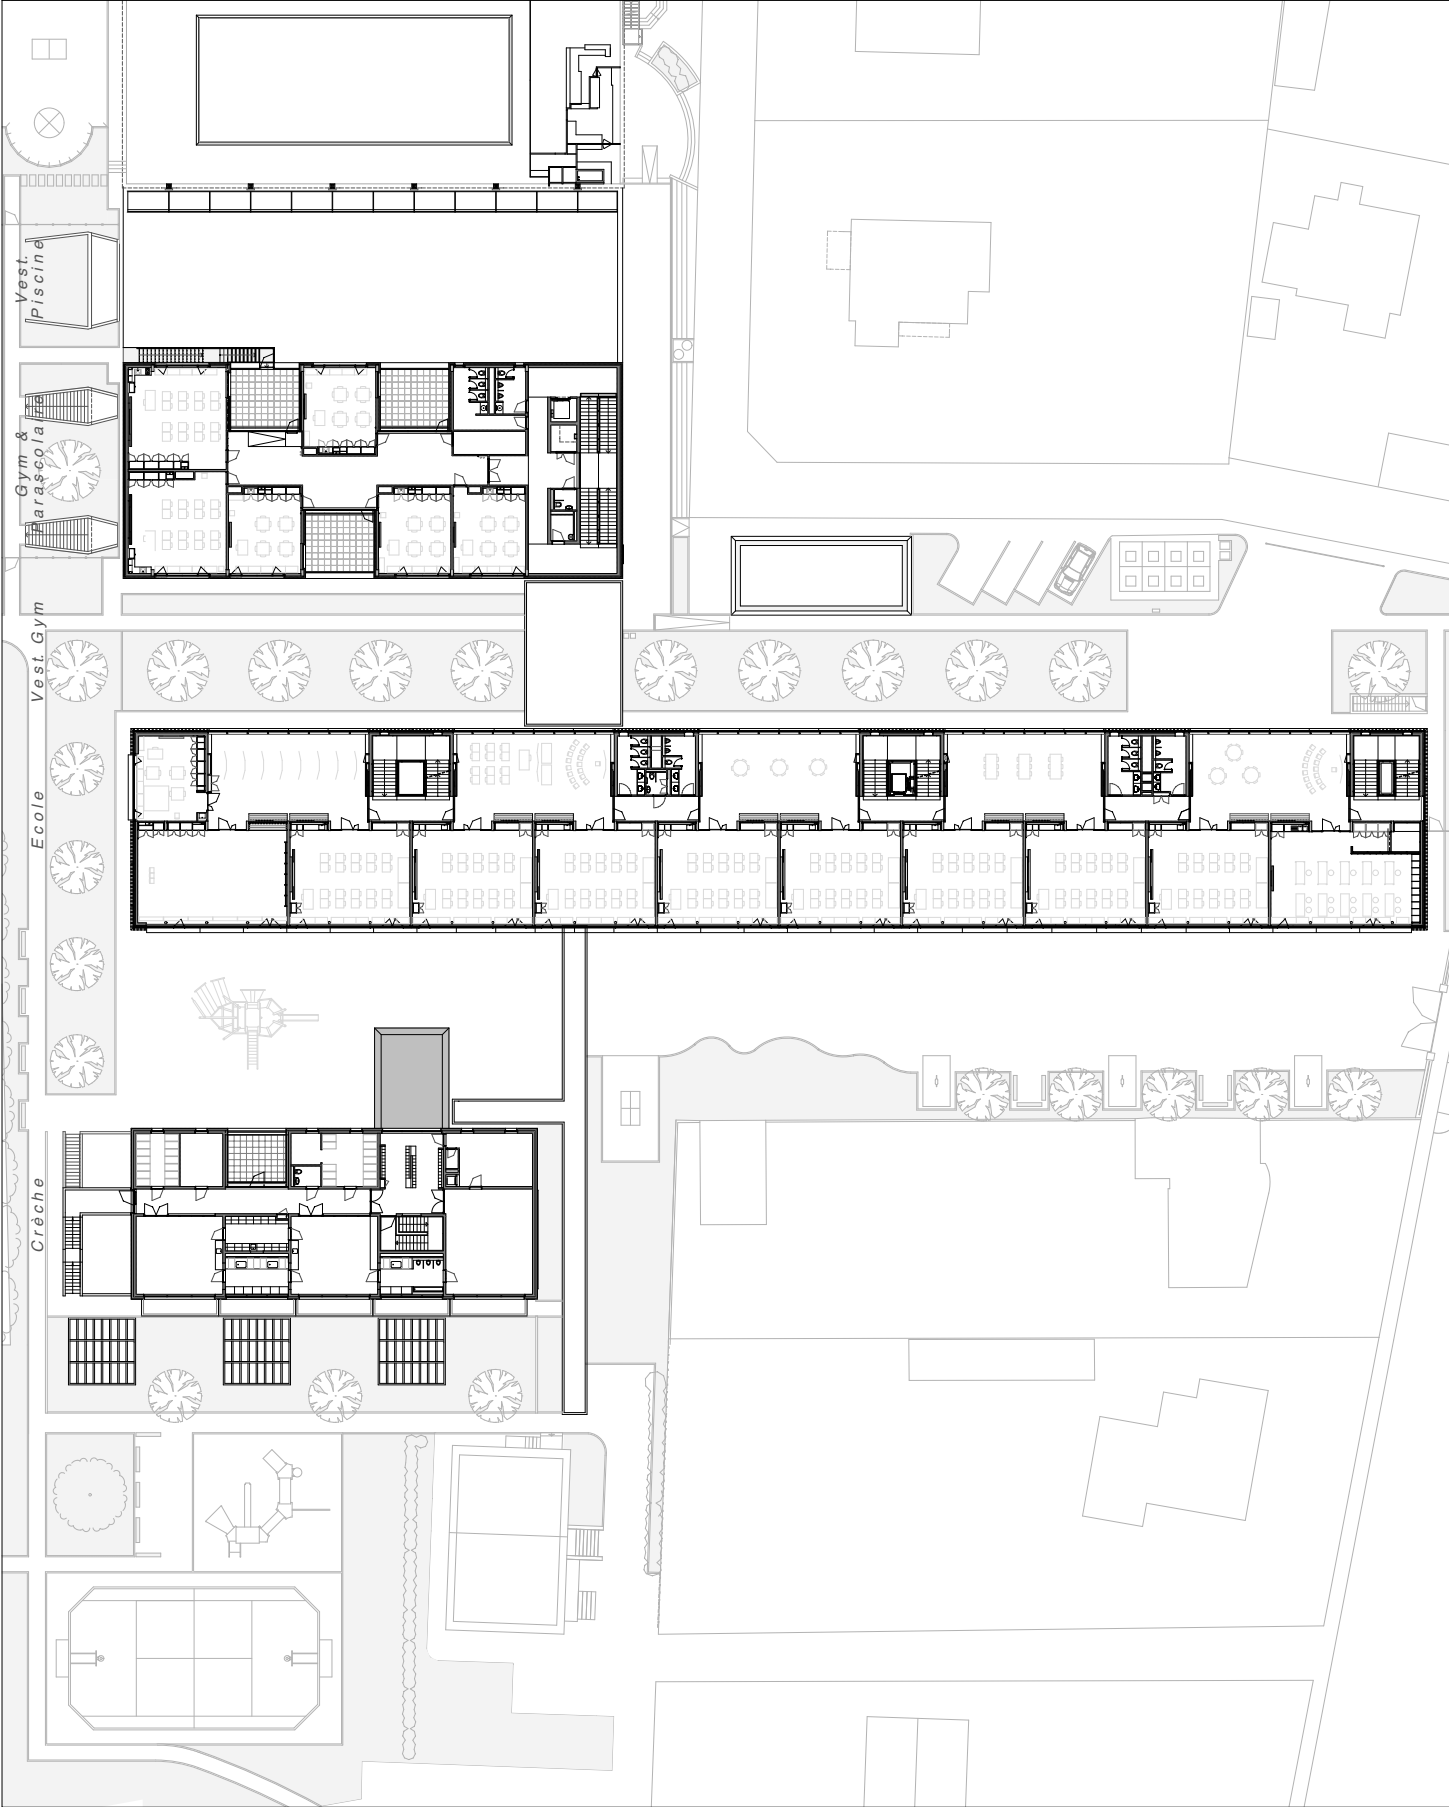 Vest.
Piscine
Gym &
Parascolaire
Vest. Gym
Ecole
Crèche